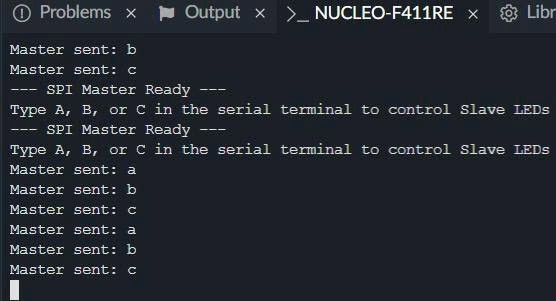 Problems × Output × NUCLEO-F411RE ×
Master sent: b
Master sent: c
--- SPI Master Ready ---
Type A, B, or C in the serial terminal to control Slave LEDs
--- SPI Master Ready ---
Type A, B, or C in the serial terminal to control Slave LEDs
Master sent: a
Master sent: b
Master sent: c
Master sent: a
Master sent: b
Master sent: c